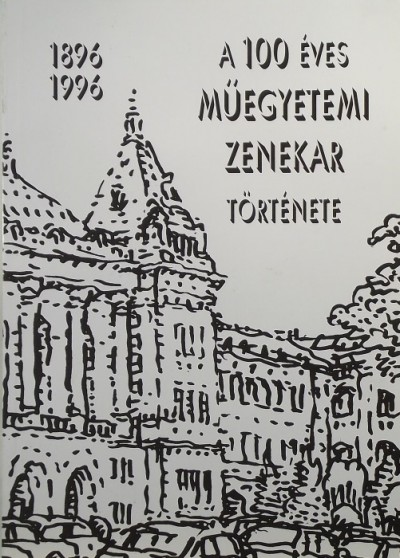 1896
1996
A 100 ÉVES
MŰEGYETEMI
ZENEKAR
TÖRTÉNETE